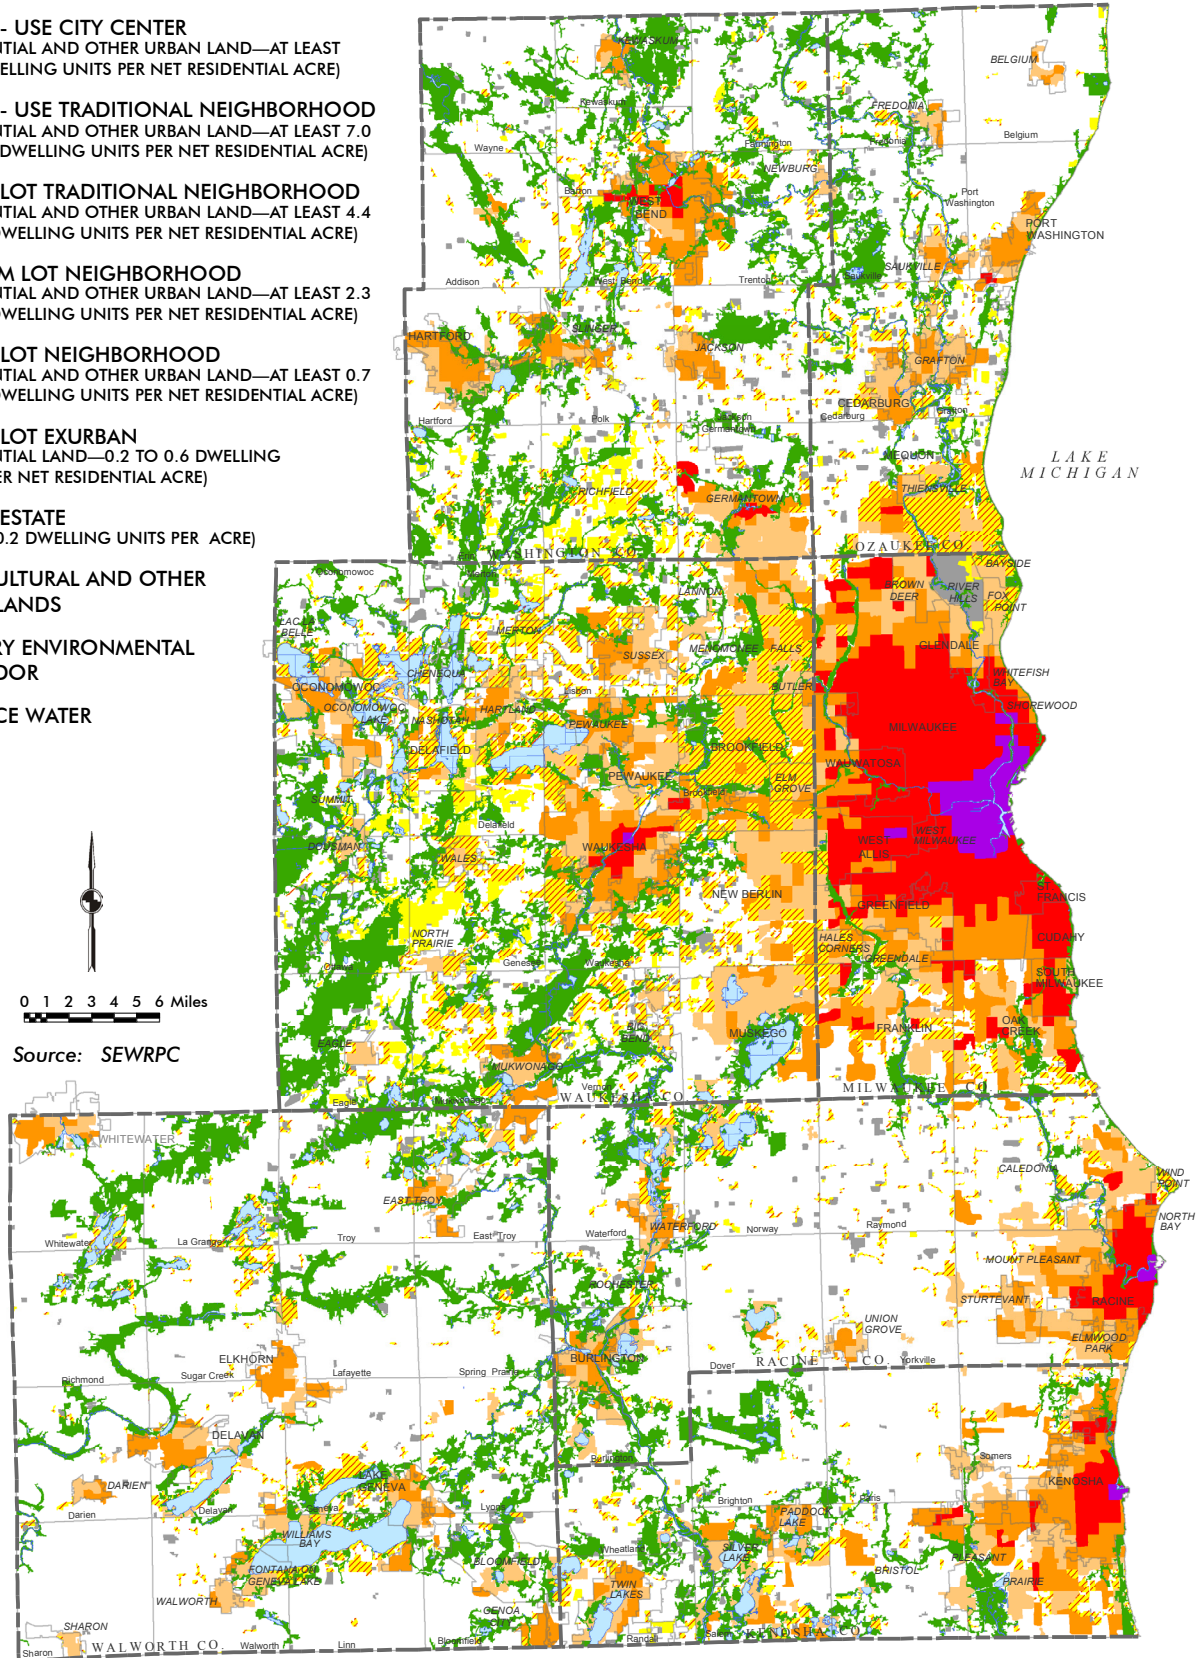 - USE CITY CENTER
NTIAL AND OTHER URBAN LAND—AT LEAST
ELLING UNITS PER NET RESIDENTIAL ACRE)
- USE TRADITIONAL NEIGHBORHOOD
NTIAL AND OTHER URBAN LAND—AT LEAST 7.0
DWELLING UNITS PER NET RESIDENTIAL ACRE)
LOT TRADITIONAL NEIGHBORHOOD
NTIAL AND OTHER URBAN LAND—AT LEAST 4.4
DWELLING UNITS PER NET RESIDENTIAL ACRE)
M LOT NEIGHBORHOOD
NTIAL AND OTHER URBAN LAND—AT LEAST 2.3
DWELLING UNITS PER NET RESIDENTIAL ACRE)
LOT NEIGHBORHOOD
NTIAL AND OTHER URBAN LAND—AT LEAST 0.7
DWELLING UNITS PER NET RESIDENTIAL ACRE)
LOT EXURBAN
NTIAL LAND—0.2 TO 0.6 DWELLING
ER NET RESIDENTIAL ACRE)
ESTATE
0.2 DWELLING UNITS PER ACRE)
ULTURAL AND OTHER
LANDS
RY ENVIRONMENTAL
DOR
CE WATER
0 1 2 3 4 5 6 Miles
Source: SEWRPC
KEWASKUM
Kewaskum
Wayne
BELGIUM
FREDONIA
Fredonia
Belgium
Farmington
NEWBURG
Barton
WEST
BEND
Port
Washington
PORT
WASHINGTON
Addison
West Bend
Trenton
SAUKVILLE
Saukville
HARTFORD
SLINGER
JACKSON
GRAFTON
CEDARBURG
Cedarburg
Grafton
Hartford
Polk
Jackson
Germantown
MEQUON
THIENSVILLE
LAKE
MICHIGAN
RICHFIELD
GERMANTOWN
Erin
WASHINGTON CO.
OZAUKEE CO.
Oconomowoc
Merton
BAYSIDE
BROWN
DEER
RIVER
HILLS
FOX
POINT
LANNON
LAC LA
BELLE
MERTON
SUSSEX
MENOMONEE FALLS
GLENDALE
WHITEFISH
BAY
CHENEQUA
OCONOMOWOC
Lisbon
BUTLER
SHOREWOOD
OCONOMOWOC
LAKE
NASHOTAH
HARTLAND
PEWAUKEE
MILWAUKEE
DELAFIELD
BROOKFIELD
WAUWATOSA
PEWAUKEE
Brookfield
ELM
GROVE
SUMMIT
Delafield
DOUSMAN
WALES
WAUKESHA
WEST
ALLIS
WEST
MILWAUKEE
NEW BERLIN
GREENFIELD
ST.
FRANCIS
NORTH
PRAIRIE
HALES
CORNERS
GREENDALE
CUDAHY
Ottawa
Genesee
Waukesha
SOUTH
MILWAUKEE
EAGLE
BIG
BEND
MUSKEGO
FRANKLIN
OAK
CREEK
MUKWONAGO
Eagle
Mukwonago
Vernon
WAUKESHA CO.
MILWAUKEE CO.
WHITEWATER
CALEDONIA
WIND
POINT
EAST TROY
NORTH
BAY
Whitewater
La Grange
Troy
East Troy
Waterford
WATERFORD
Norway
Raymond
MOUNT PLEASANT
ROCHESTER
STURTEVANT
RACINE
UNION
GROVE
ELMWOOD
PARK
ELKHORN
BURLINGTON
Dover
RACINE CO.
Yorkville
Richmond
Sugar Creek
Lafayette
Spring Prairie
DELAVAN
Burlington
Somers
KENOSHA
DARIEN
Darien
Delavan
LAKE
GENEVA
Geneva
Lyons
Brighton
Paris
PADDOCK
LAKE
WILLIAMS
BAY
Wheatland
SILVER
LAKE
BLOOMFIELD
PLEASANT
PRAIRIE
BRISTOL
FONTANA ON
GENEVA LAKE
TWIN
LAKES
WALWORTH
GENOA
CITY
SHARON
Sharon
WALWORTH CO.
Walworth
Linn
Bloomfield
Randall
Salem
KENOSHA CO.